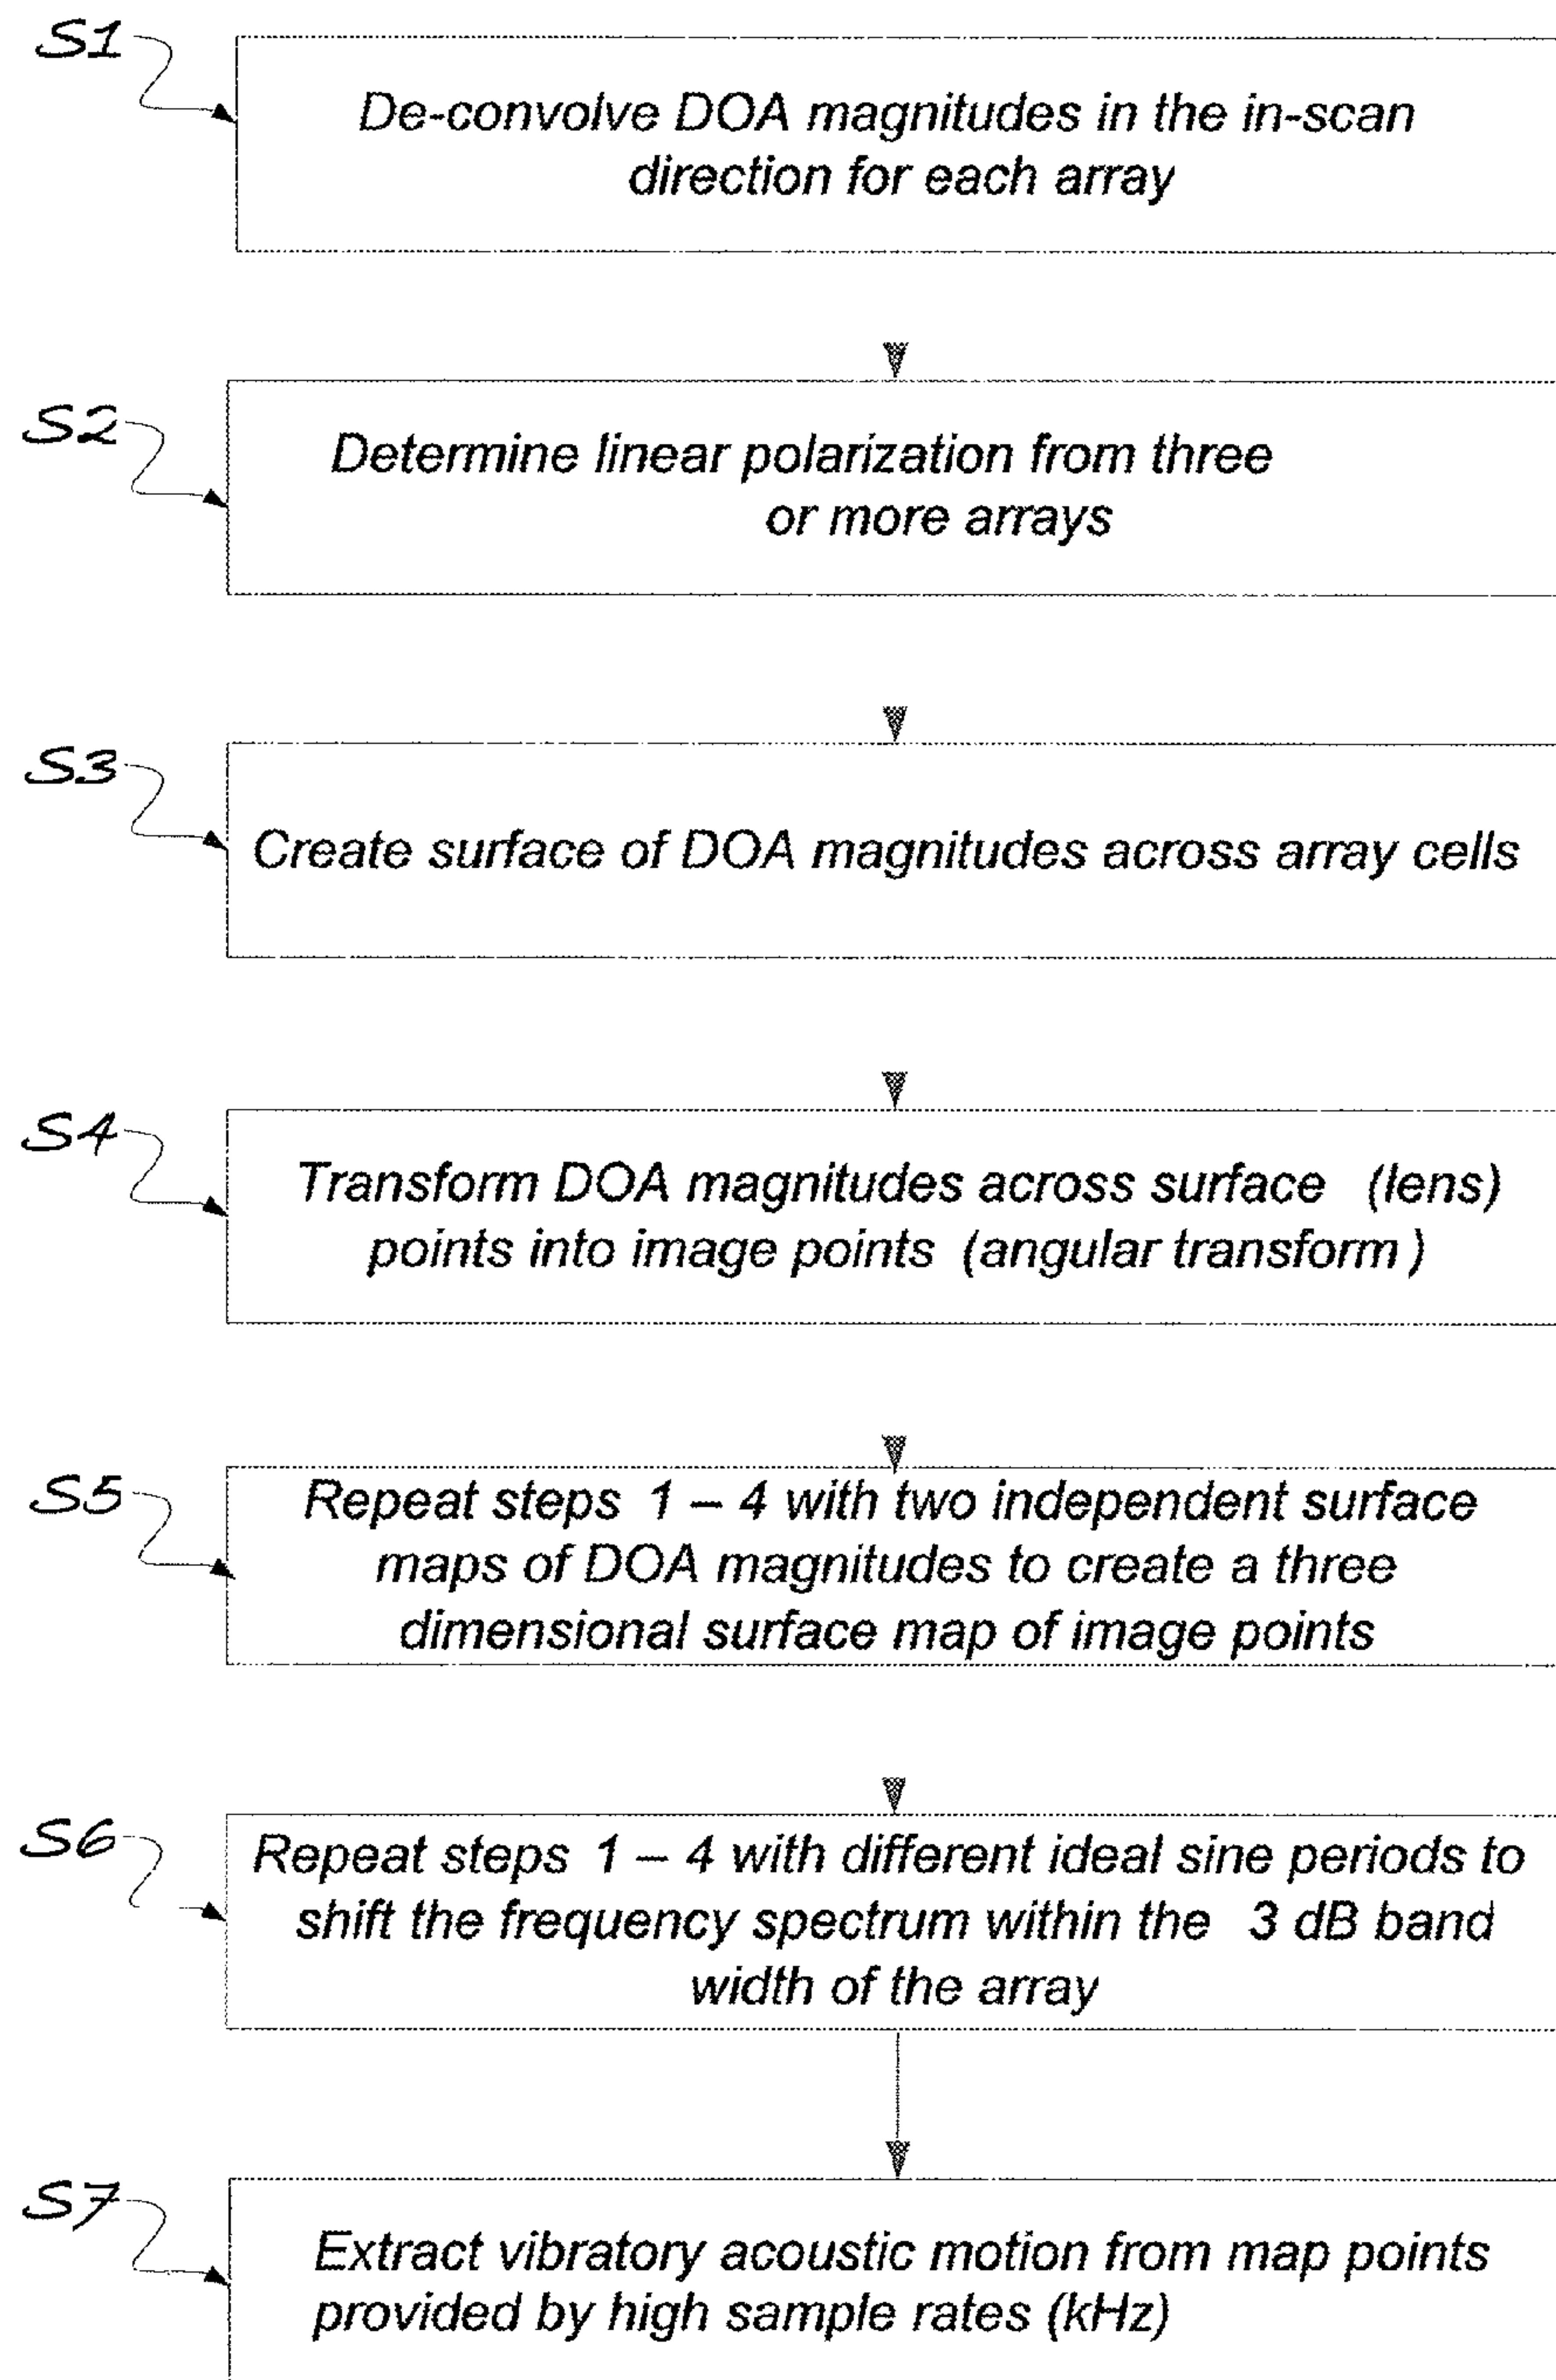 S1
De-convolve DOA magnitudes in the in-scan
direction for each array
S2
Determine linear polarization from three
or more arrays
S3
Create surface of DOA magnitudes across array cells
S4
Transform DOA magnitudes across surface (lens)
points into image points (angular transform)
S5
Repeat steps 1 – 4 with two independent surface
maps of DOA magnitudes to create a three
dimensional surface map of image points
S6
Repeat steps 1 – 4 with different ideal sine periods to
shift the frequency spectrum within the 3 dB band
width of the array
S7
Extract vibratory acoustic motion from map points
provided by high sample rates (kHz)